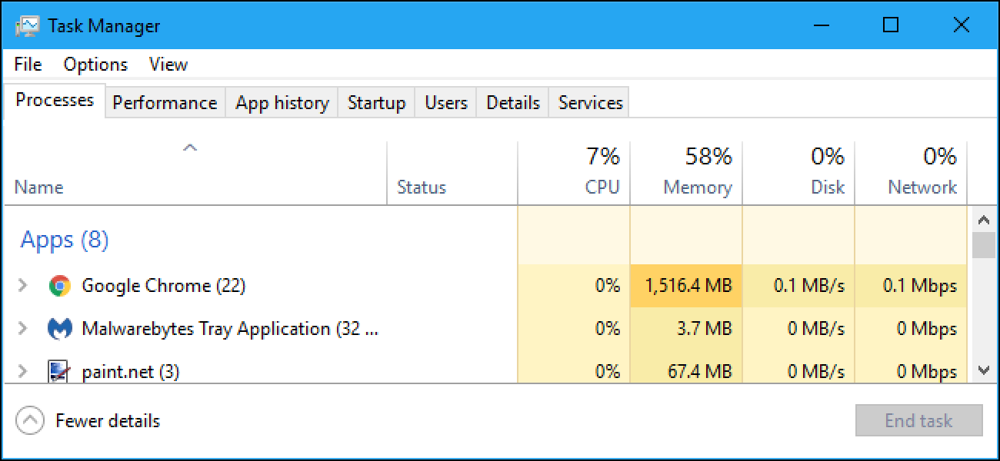 Task Manager
File Options View
Processes Performance App history Startup Users Details Services
7% 58% 0% 0%
Name Status CPU Memory Disk Network
Apps (8)
Google Chrome (22) 0% 1,516.4 MB 0.1 MB/s 0.1 Mbps
Malwarebytes Tray Application (32 ... 0% 3.7 MB 0 MB/s 0 Mbps
paint.net (3) 0% 67.4 MB 0 MB/s 0 Mbps
Fewer details End task